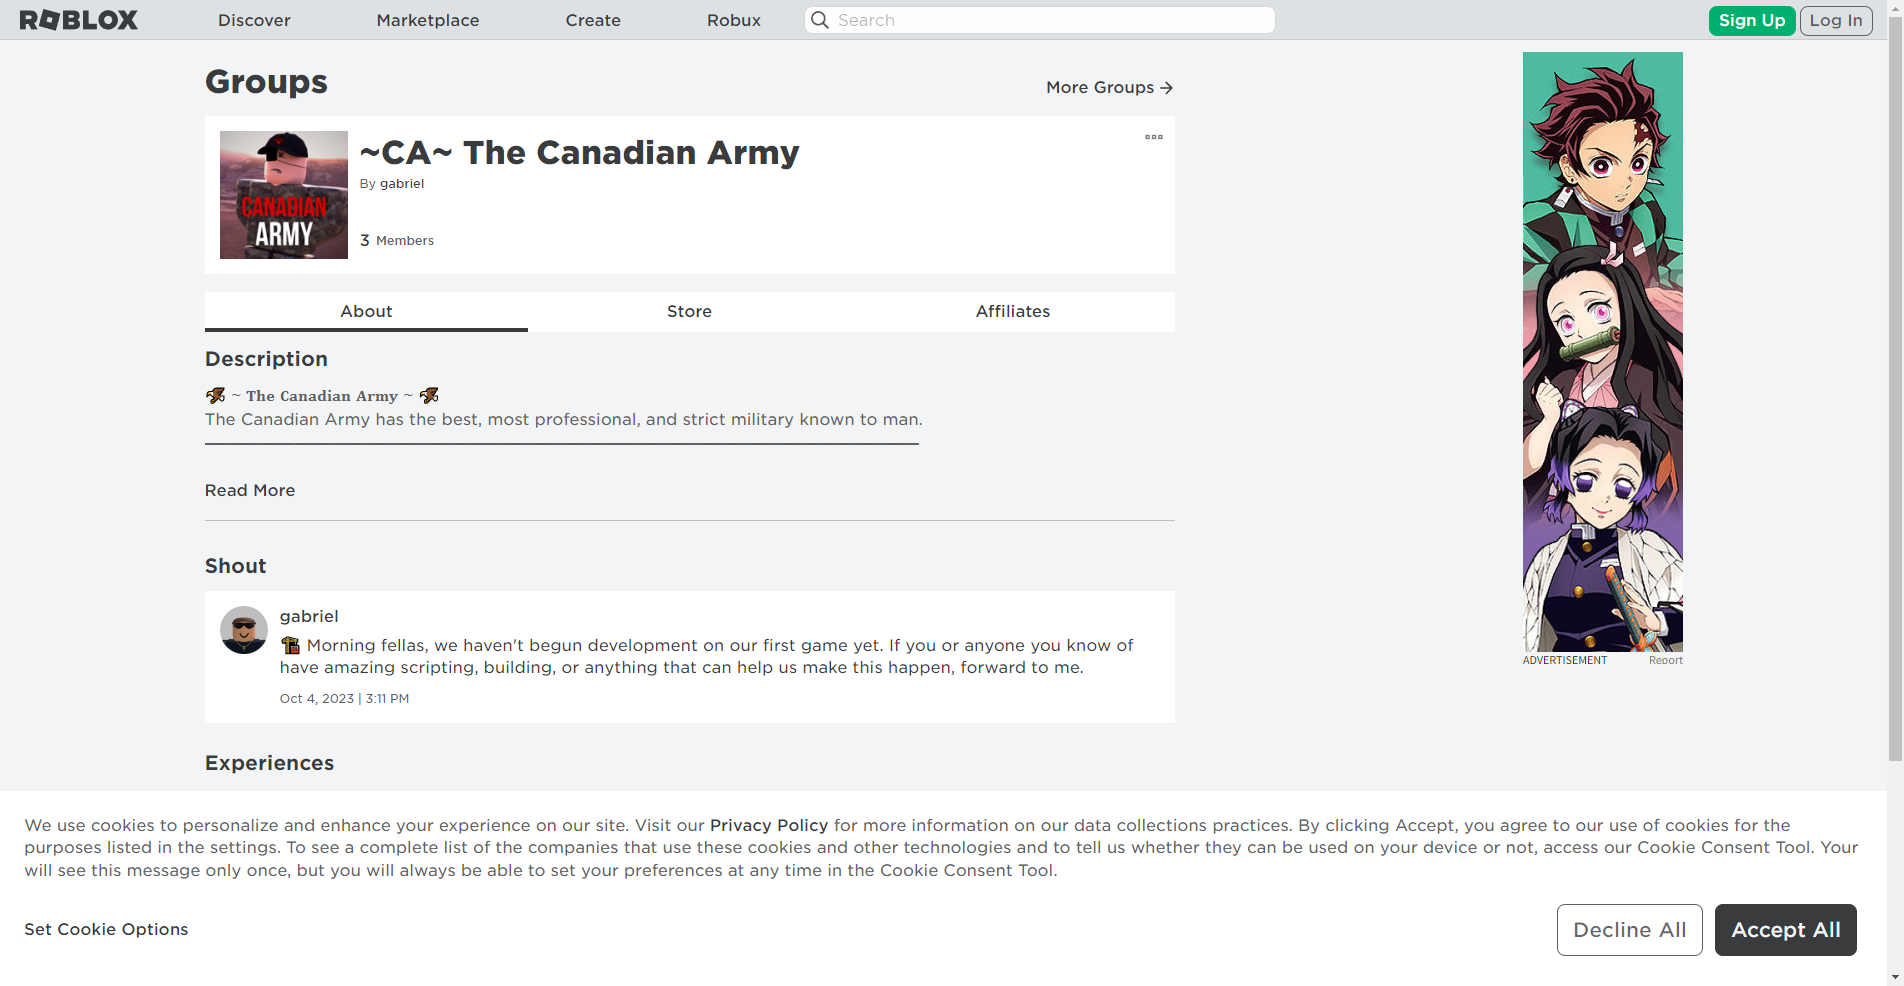 ROBLOX
Discover
Marketplace
Create
Robux
Search
Sign Up
Log In
Groups
More Groups →
CANADIAN
ARMY
~CA~ The Canadian Army
By gabriel
3 Members
About
Store
Affiliates
Description
~ The Canadian Army ~
The Canadian Army has the best, most professional, and strict military known to man.
Read More
Shout
gabriel
🏗 Morning fellas, we haven't begun development on our first game yet. If you or anyone you know of
have amazing scripting, building, or anything that can help us make this happen, forward to me.
Oct 4, 2023 | 3:11 PM
Experiences
ADVERTISEMENT
Report
We use cookies to personalize and enhance your experience on our site. Visit our Privacy Policy for more information on our data collections practices. By clicking Accept, you agree to our use of cookies for the
purposes listed in the settings. To see a complete list of the companies that use these cookies and other technologies and to tell us whether they can be used on your device or not, access our Cookie Consent Tool. Your
will see this message only once, but you will always be able to set your preferences at any time in the Cookie Consent Tool.
Set Cookie Options
Decline All
Accept All